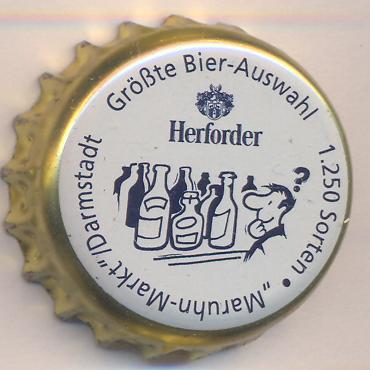 Größte Bier-Auswahl 1.250 Sorten • „Maruhn-Markt“/Darmstadt
Herforder
?